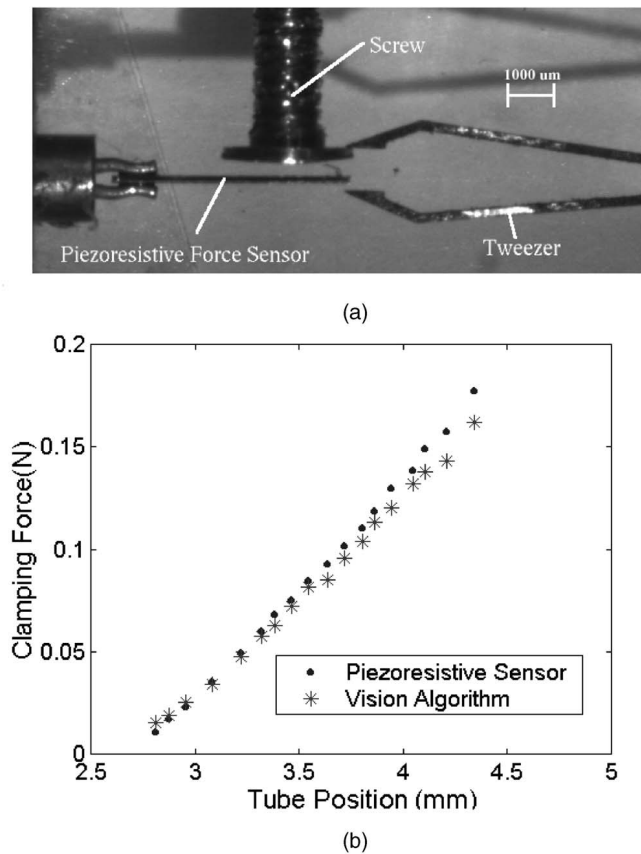 Screw
1000 um
Piezoresistive Force Sensor
Tweezer
(a)
0.2
0.15
0.1
0.05
0
Clamping Force(N)
Piezoresistive Sensor
Vision Algorithm
2.5 3 3.5 4 4.5 5
Tube Position (mm)
(b)